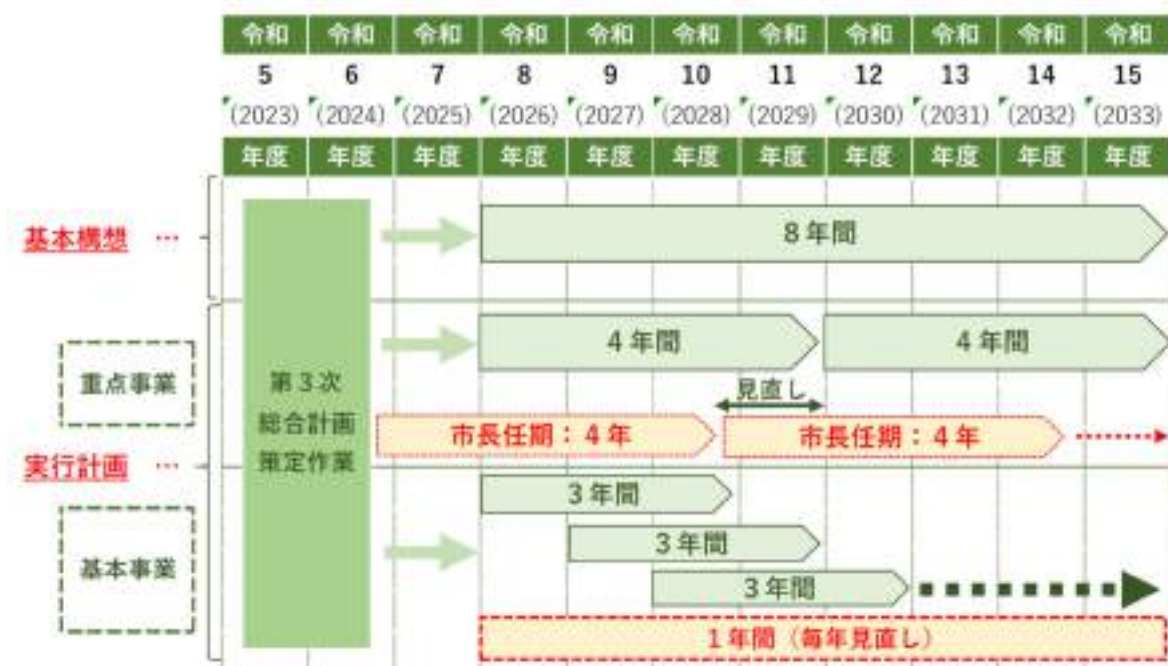 令和 令和 令和 令和 令和 令和 令和 令和 令和 令和 令和
5 6 7 8 9 10 11 12 13 14 15
(2023) (2024) (2025) (2026) (2027) (2028) (2029) (2030) (2031) (2032) (2033)
年度 年度 年度 年度 年度 年度 年度 年度 年度 年度 年度
基本構想 …
8年間
重点事業
第3次
総合計画
策定作業
4年間 4年間
見直し
市長任期：4年 市長任期：4年
実行計画 …
3年間
基本事業
3年間
3年間
1年間（毎年見直し）